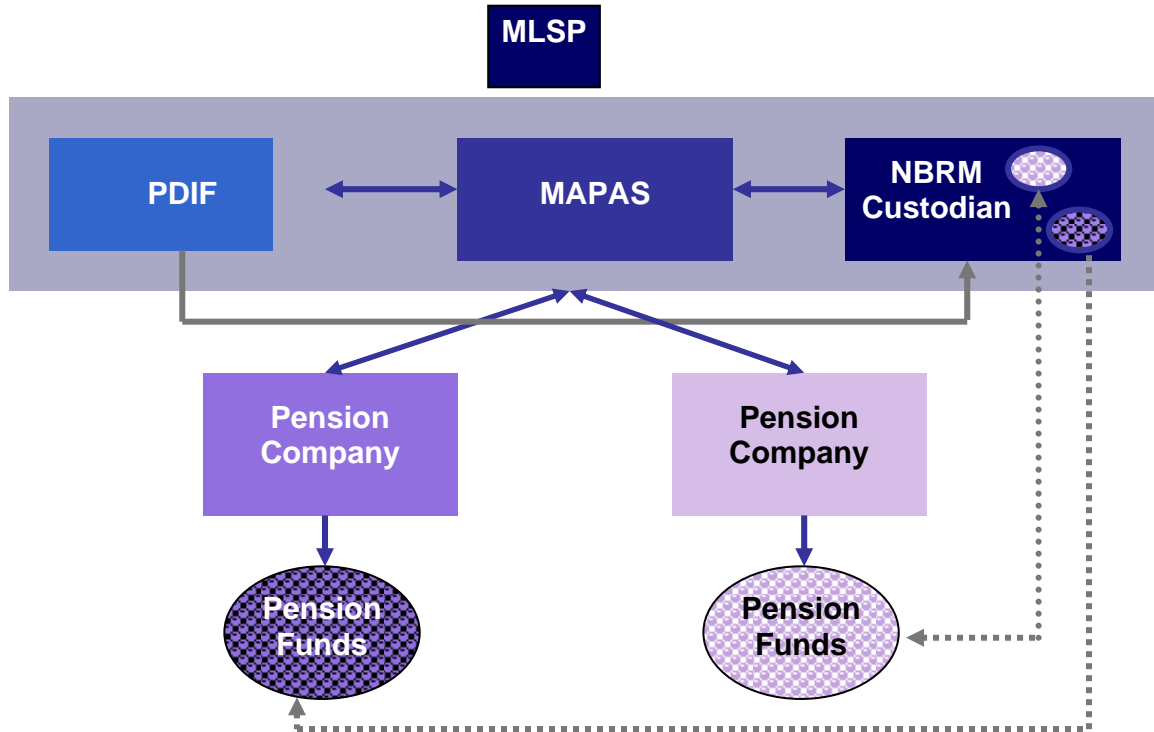 MLSP
PDIF
MAPAS
NBRM
Custodian
Pension
Company
Pension
Company
Pension
Funds
Pension
Funds